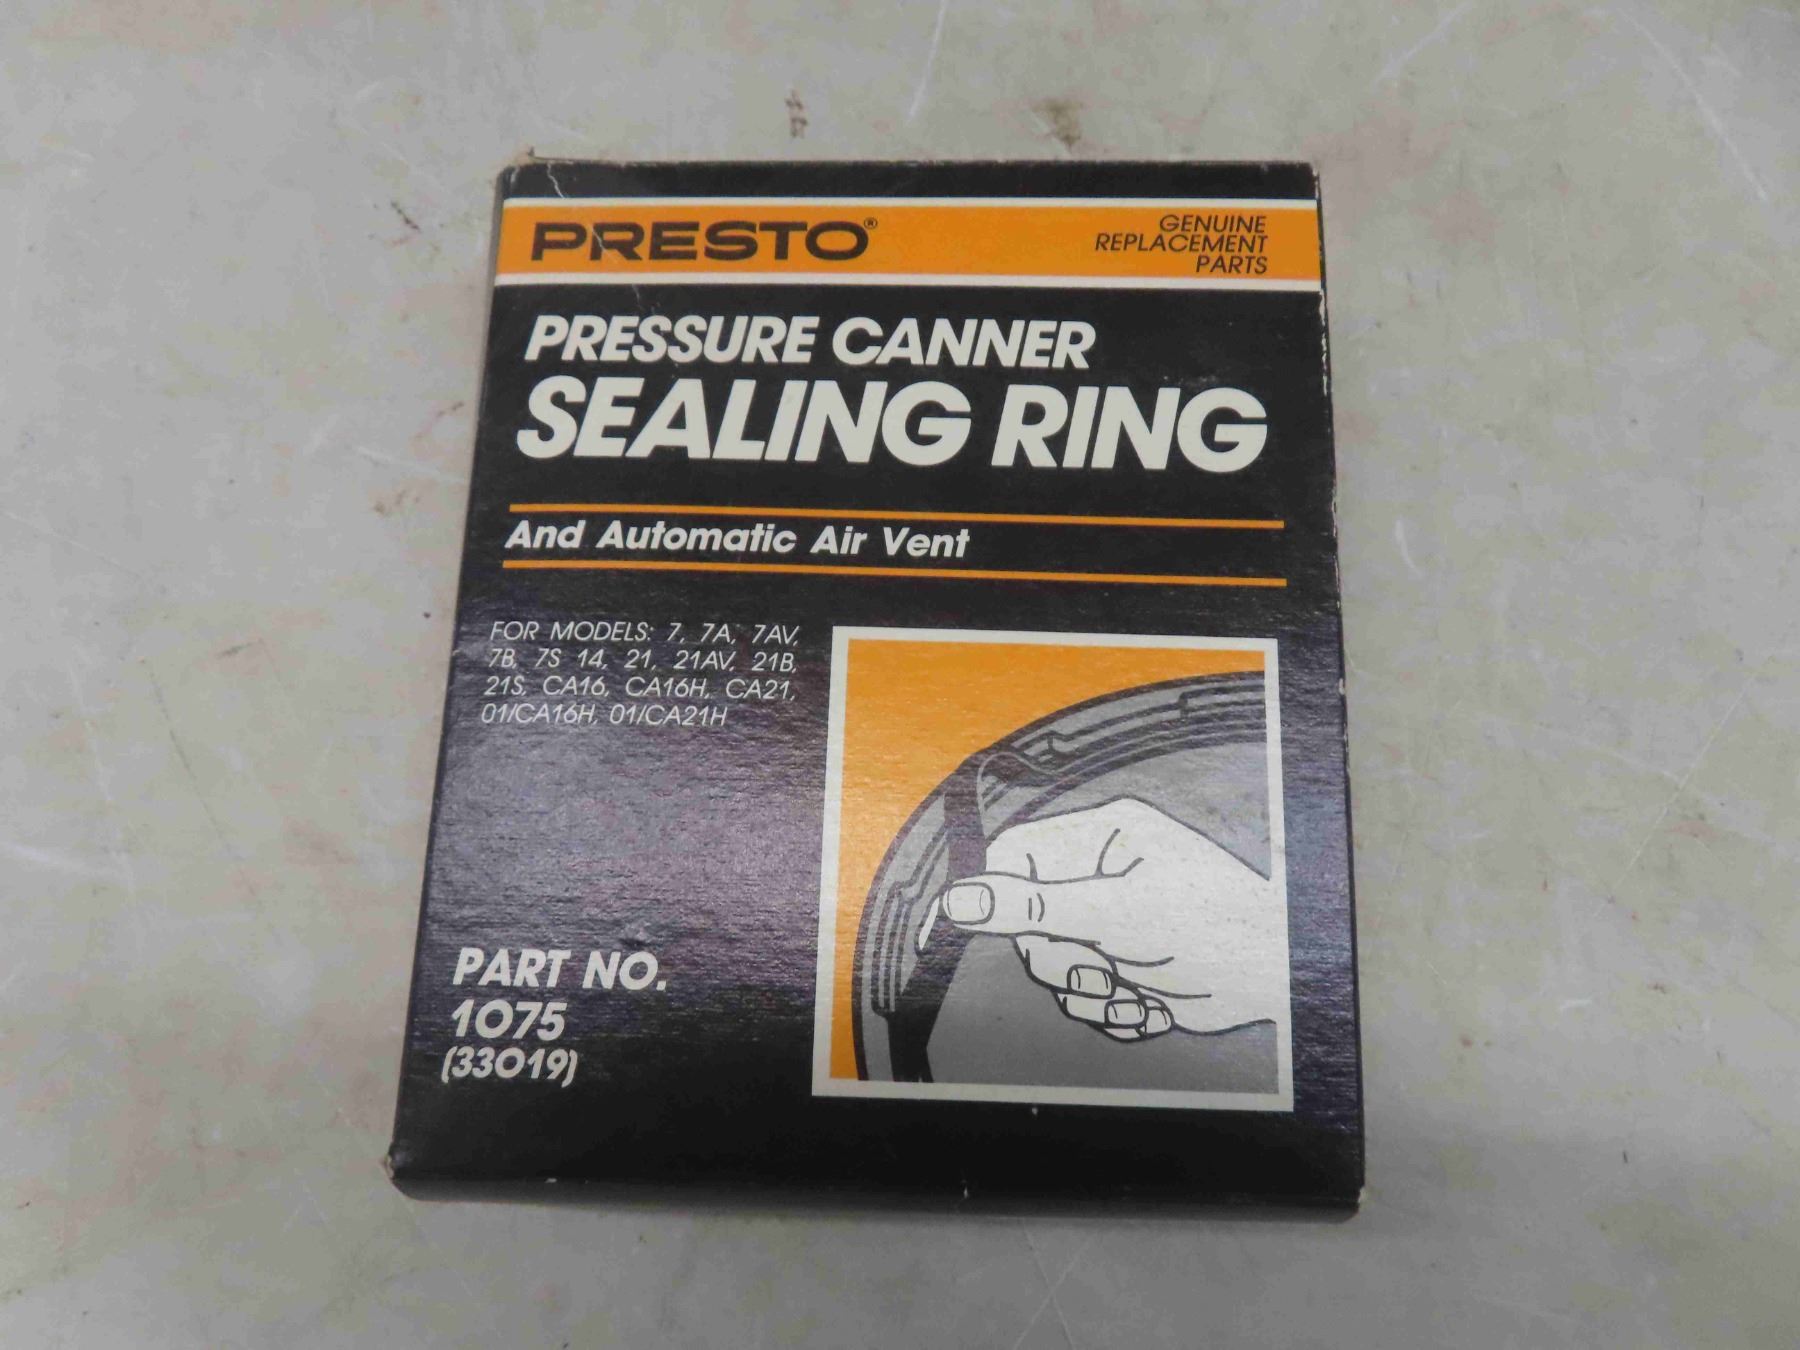 PRESTO®
GENUINE
REPLACEMENT
PARTS
PRESSURE CANNER
SEALING RING
And Automatic Air Vent
FOR MODELS: 7, 7A, 7AV,
7B, 7S 14, 21, 21AV, 21B,
21S, CA16, CA16H, CA21,
01/CA16H, 01/CA21H
PART NO.
1075
(33019)